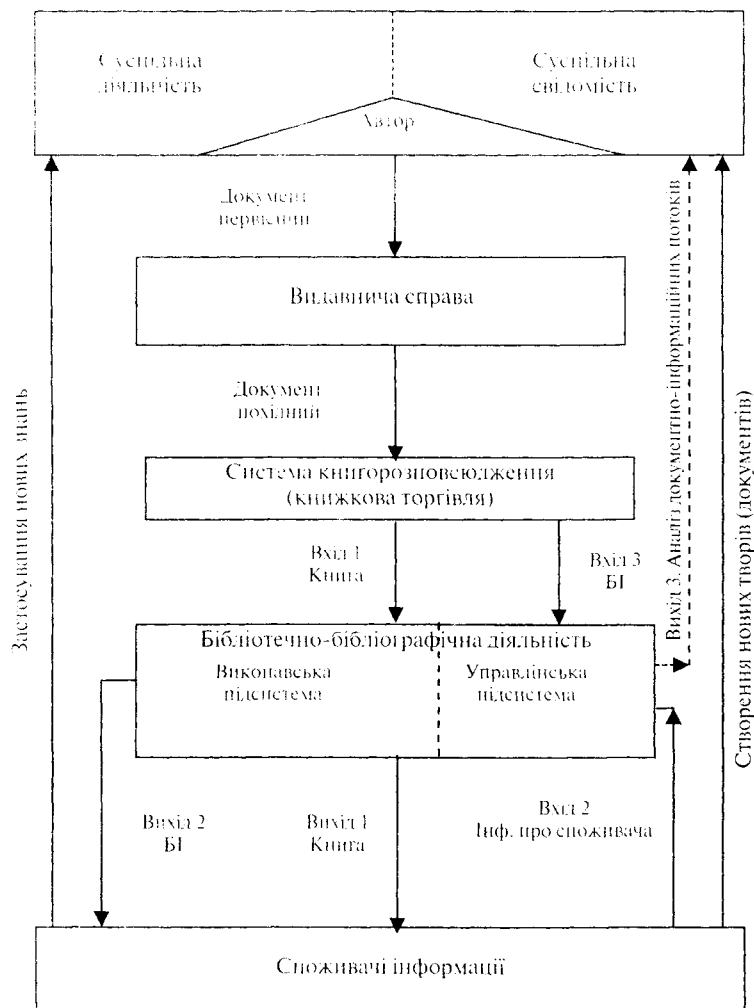 Суспільна
діяльність
Суспільна
свідомість
Автор
Документ
первісний
Видавнича справа
Документ
похідний
Система книгорозповсюдження
(книжкова торгівля)
Вхід 1
Книга
Вхід 3
БІ
Бібліотечно-бібліографічна діяльність
Виконавська
підсистема
Управлінська
підсистема
Вихід 2
БІ
Вихід 1
Книга
Вхід 2
Інф. про споживача
Споживачі інформації
Застосування нових знань
Вихід 3. Аналіз документно-інформаційних потоків
Створення нових творів (документів)